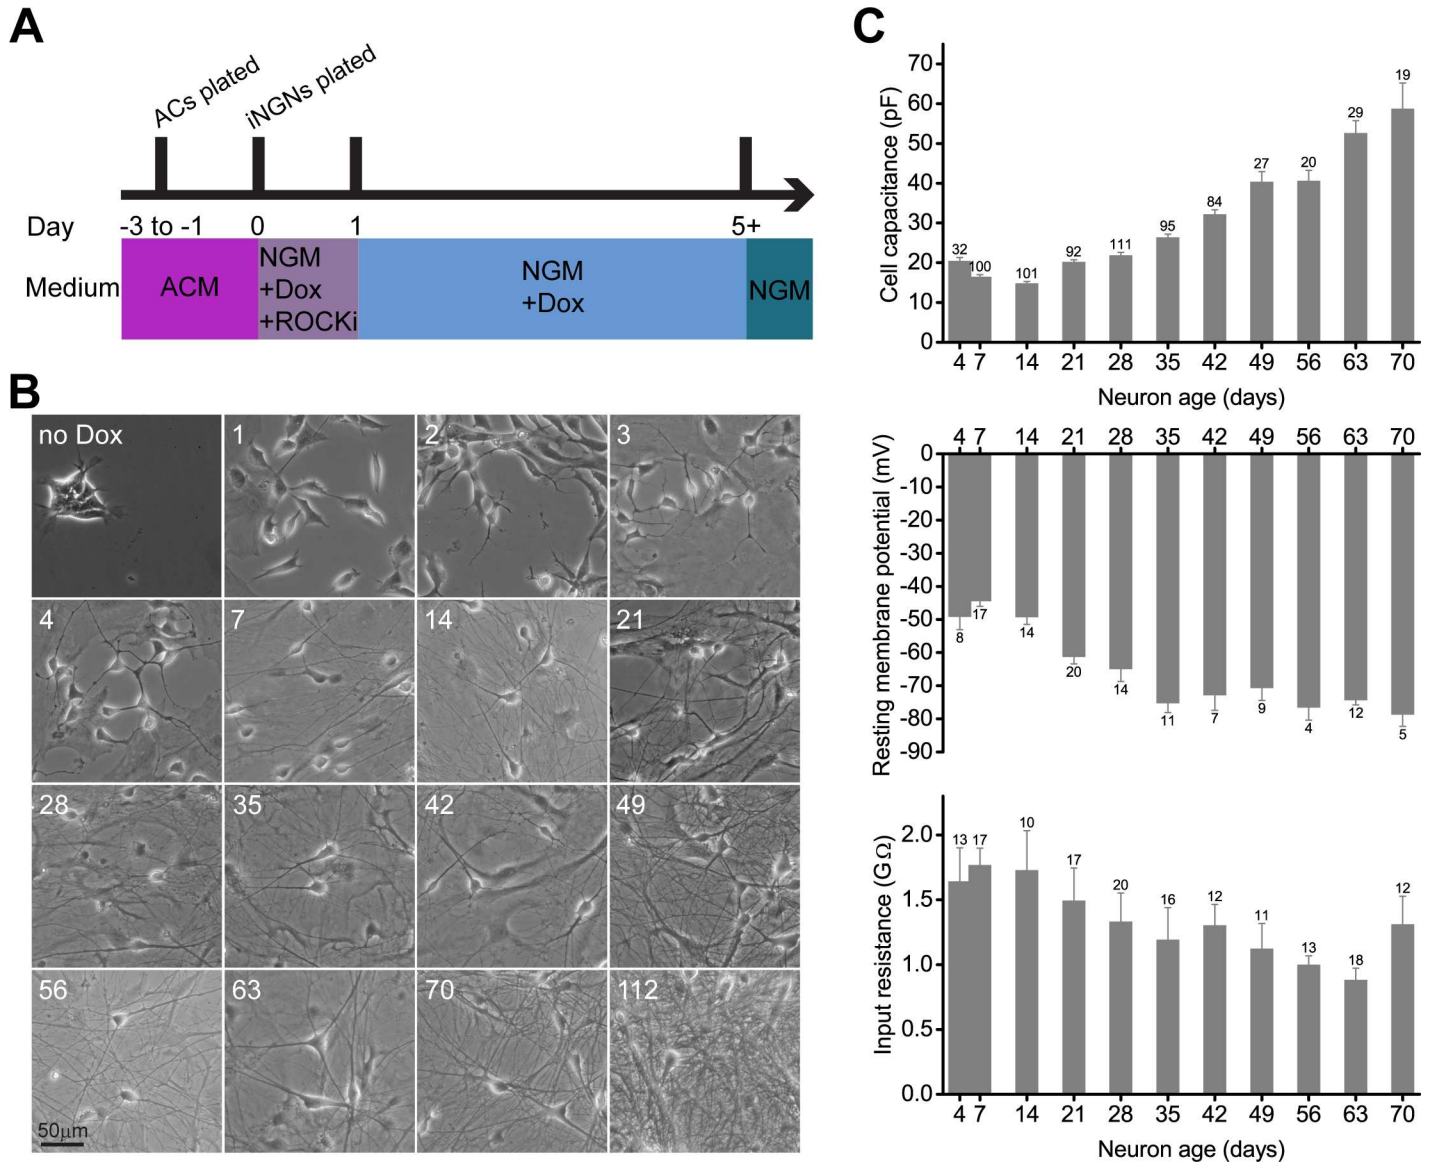 A
ACs plated
iNGNs plated
Day
-3 to -1
0
1
5+
Medium
ACM
NGM
+Dox
+ROCKi
NGM
+Dox
NGM
B
no Dox
1
2
3
4
7
14
21
28
35
42
49
56
63
70
112
50µm
C
Cell capacitance (pF)
70
60
50
40
30
20
10
0
32
100
101
92
111
95
84
27
20
29
19
4 7 14 21 28 35 42 49 56 63 70
Neuron age (days)
4 7 14 21 28 35 42 49 56 63 70
Resting membrane potential (mV)
0
-10
-20
-30
-40
-50
-60
-70
-80
-90
8
17
14
20
14
11
7
9
4
12
5
Input resistance (GΩ)
2.0
1.5
1.0
0.5
0.0
13
17
10
17
20
16
12
11
13
18
12
4 7 14 21 28 35 42 49 56 63 70
Neuron age (days)